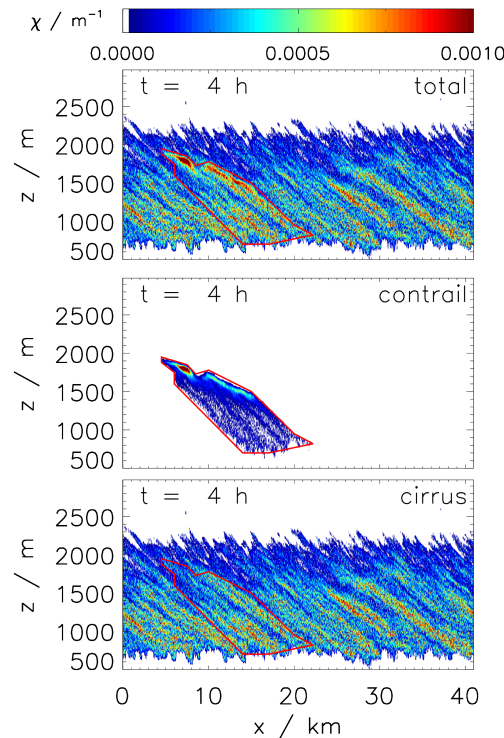 χ / m⁻¹
0.0000 0.0005 0.0010
t = 4 h total
2500
2000
1500
1000
500
z / m
t = 4 h contrail
2500
2000
1500
1000
500
z / m
t = 4 h cirrus
2500
2000
1500
1000
500
z / m
0 10 20 30 40
x / km